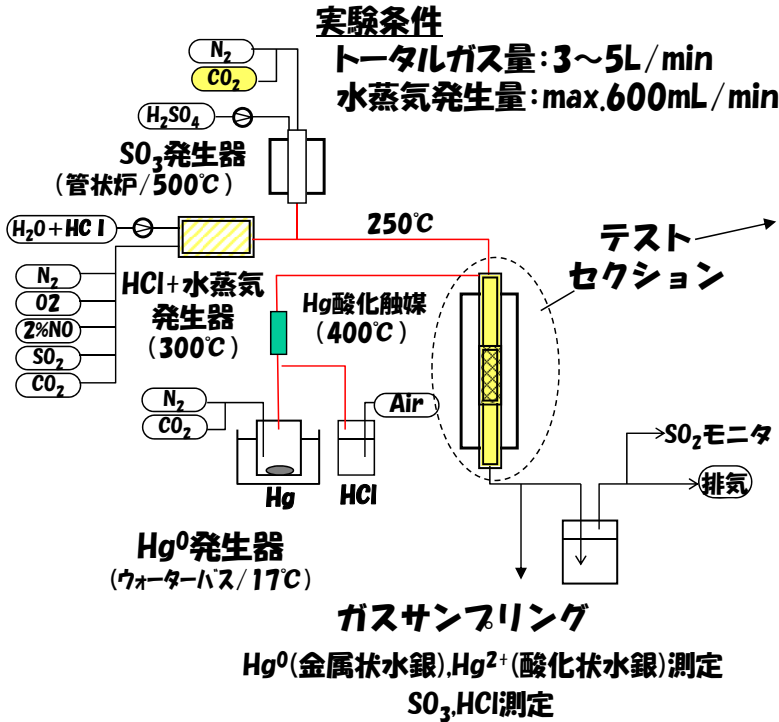 実験条件
トータルガス量:3~5L/min
水蒸気発生量:max.600mL/min
N₂
CO₂
H₂SO₄
SO₃発生器
(管状炉/500℃)
H₂O+HCl
250℃
テスト
セクション
N₂
O2
2%NO
SO₂
CO₂
HCl+水蒸気
発生器
(300℃)
Hg酸化触媒
(400℃)
N₂
CO₂
Air
Hg
HCl
SO₂モニタ
排気
Hg⁰発生器
(ウォーターバス/17℃)
ガスサンプリング
Hg⁰(金属状水銀),Hg²⁺(酸化状水銀)測定
SO₃,HCl測定